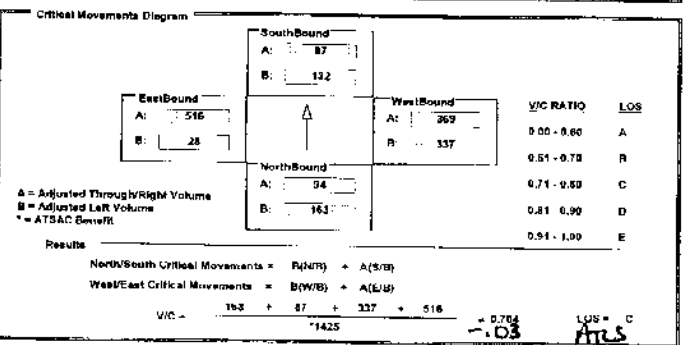 Critical Movements Diagram
SouthBound
A: 87
B: 132
EastBound
A: 516
B: 28
WestBound
A: 369
B: 337
NorthBound
A: 94
B: 163
V/C RATIO LOS
0.00 - 0.60 A
0.61 - 0.70 B
0.71 - 0.80 C
0.81 - 0.90 D
0.91 - 1.00 E
A = Adjusted Through/Right Volume
B = Adjusted Left Volume
* = ATSAC Benefit
Results
North/South Critical Movements = B(N/B) + A(S/B)
West/East Critical Movements = B(W/B) + A(E/B)
V/C = 163 + 87 + 337 + 516
*1425
= 0.704 LOS = C
-.03